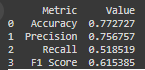 Metric Value
0 Accuracy 0.772727
1 Precision 0.756757
2 Recall 0.518519
3 F1 Score 0.615385